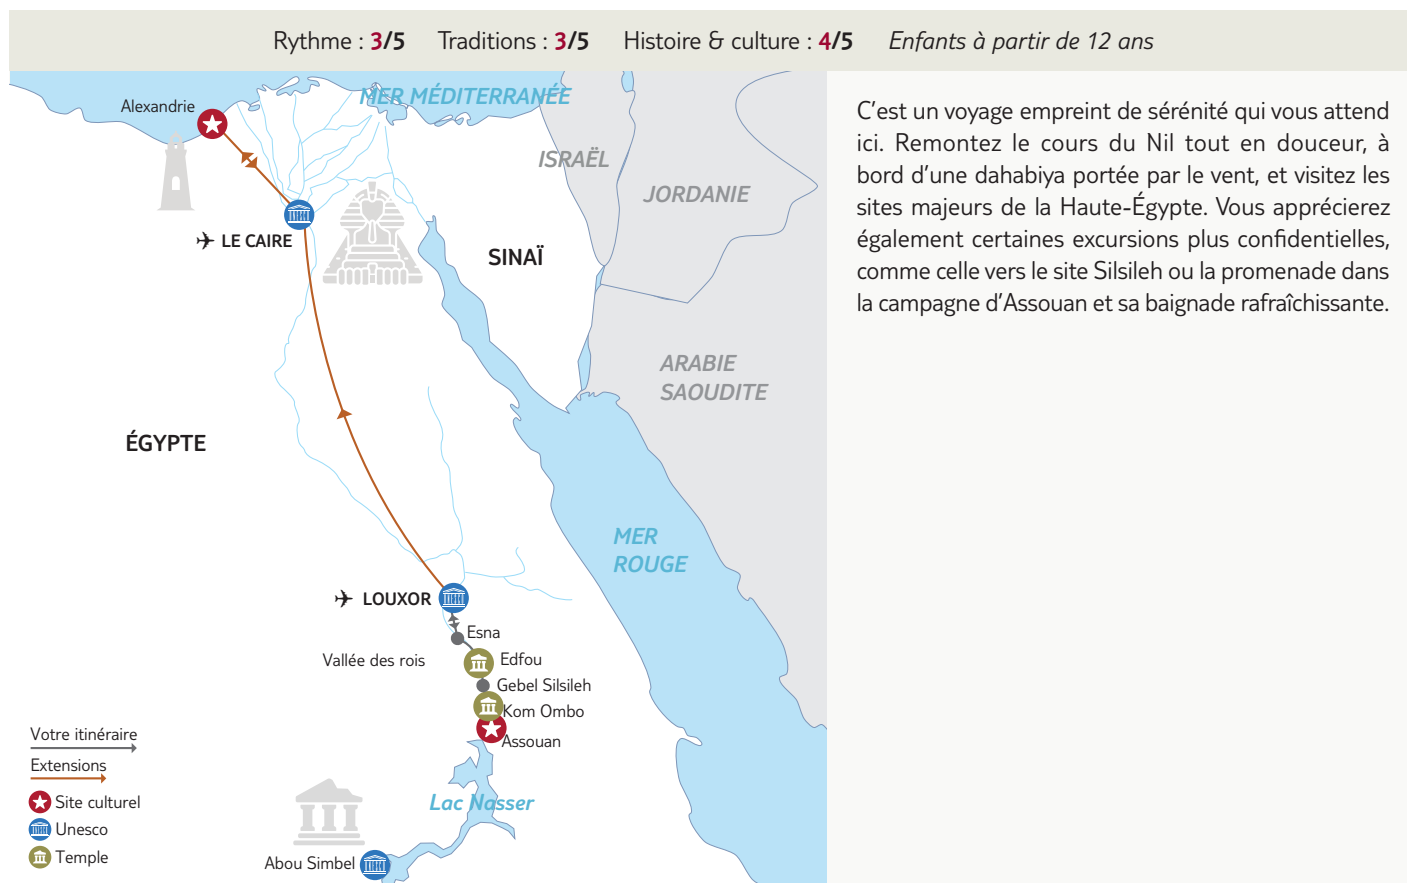 Rythme : 3/5 Traditions : 3/5 Histoire & culture : 4/5 Enfants à partir de 12 ans
C'est un voyage empreint de sérénité qui vous attend
ici. Remontez le cours du Nil tout en douceur, à
bord d'une dahabiya portée par le vent, et visitez les
sites majeurs de la Haute-Égypte. Vous apprécierez
également certaines excursions plus confidentielles,
comme celle vers le site Silsileh ou la promenade dans
la campagne d'Assouan et sa baignade rafraîchissante.
MER MÉDITERRANÉE
Alexandrie
ISRAËL
JORDANIE
LE CAIRE
SINAÏ
ARABIE
SAOUDITE
ÉGYPTE
MER
ROUGE
LOUXOR
Esna
Vallée des rois
Edfou
Gebel Silsileh
Kom Ombo
Assouan
Lac Nasser
Abou Simbel
Votre itinéraire
Extensions
Site culturel
Unesco
Temple